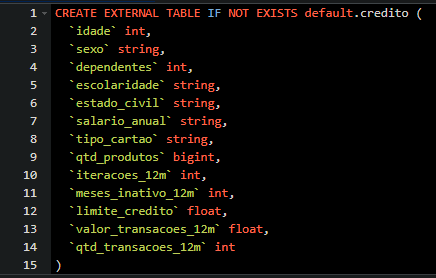 1 CREATE EXTERNAL TABLE IF NOT EXISTS default.credito (
2 `idade` int,
3 `sexo` string,
4 `dependentes` int,
5 `escolaridade` string,
6 `estado_civil` string,
7 `salario_anual` string,
8 `tipo_cartao` string,
9 `qtd_produtos` bigint,
10 `iteracoes_12m` int,
11 `meses_inativo_12m` int,
12 `limite_credito` float,
13 `valor_transacoes_12m` float,
14 `qtd_transacoes_12m` int
15 )